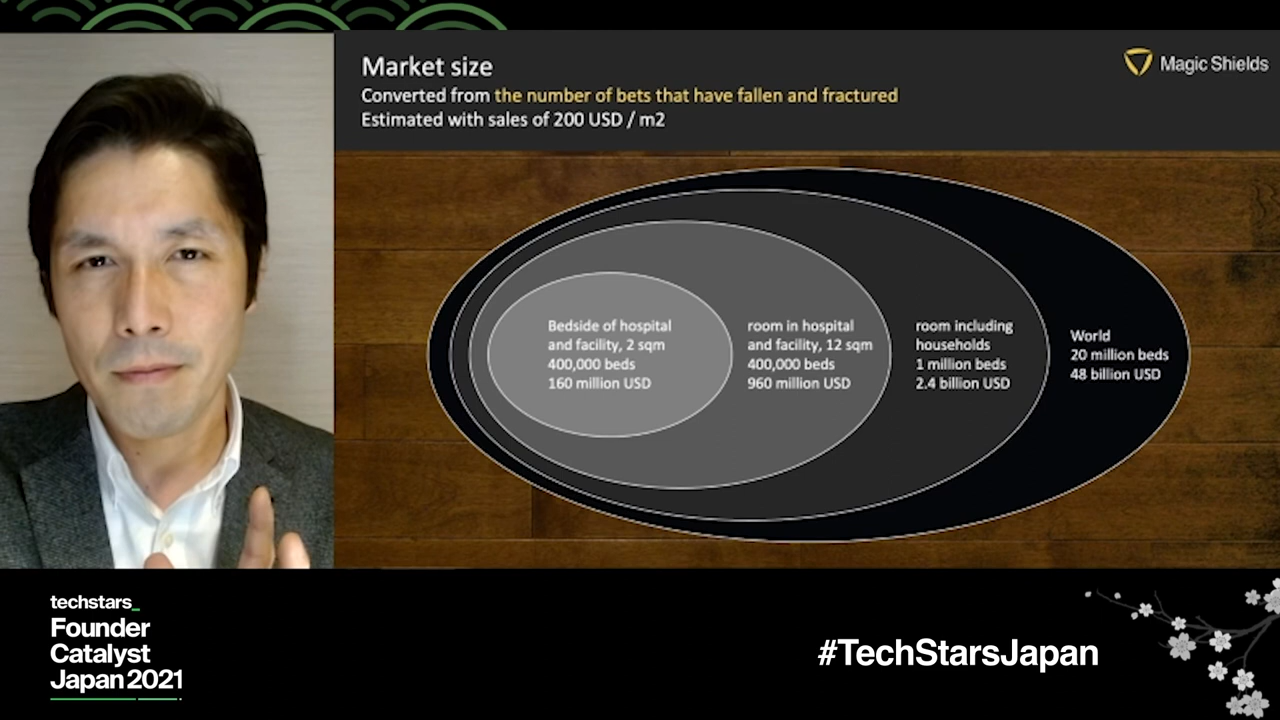 Market size
Converted from the number of bets that have fallen and fractured
Estimated with sales of 200 USD / m2
Magic Shields
Bedside of hospital
and facility, 2 sqm
400,000 beds
160 million USD
room in hospital
and facility, 12 sqm
400,000 beds
960 million USD
room including
households
1 million beds
2.4 billion USD
World
20 million beds
48 billion USD
techstars_
Founder
Catalyst
Japan 2021
#TechStarsJapan